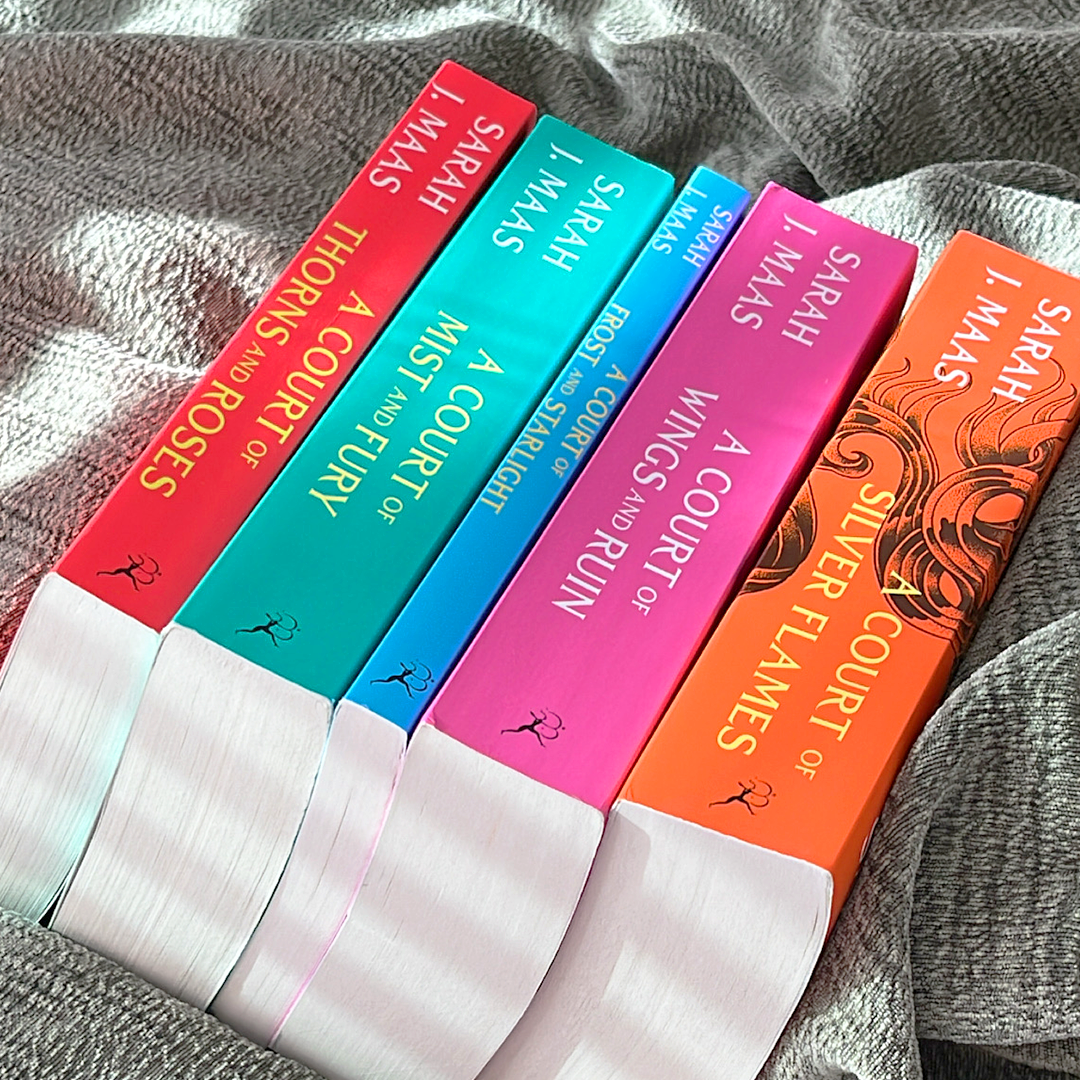 SARAH
J. MAAS
A COURT OF
THORNS AND ROSES
SARAH
J. MAAS
A COURT OF
MIST AND FURY
SARAH
J. MAAS
A COURT OF
FROST AND STARLIGHT
SARAH
J. MAAS
A COURT OF
WINGS AND RUIN
SARAH
J. MAAS
A COURT OF
SILVER FLAMES